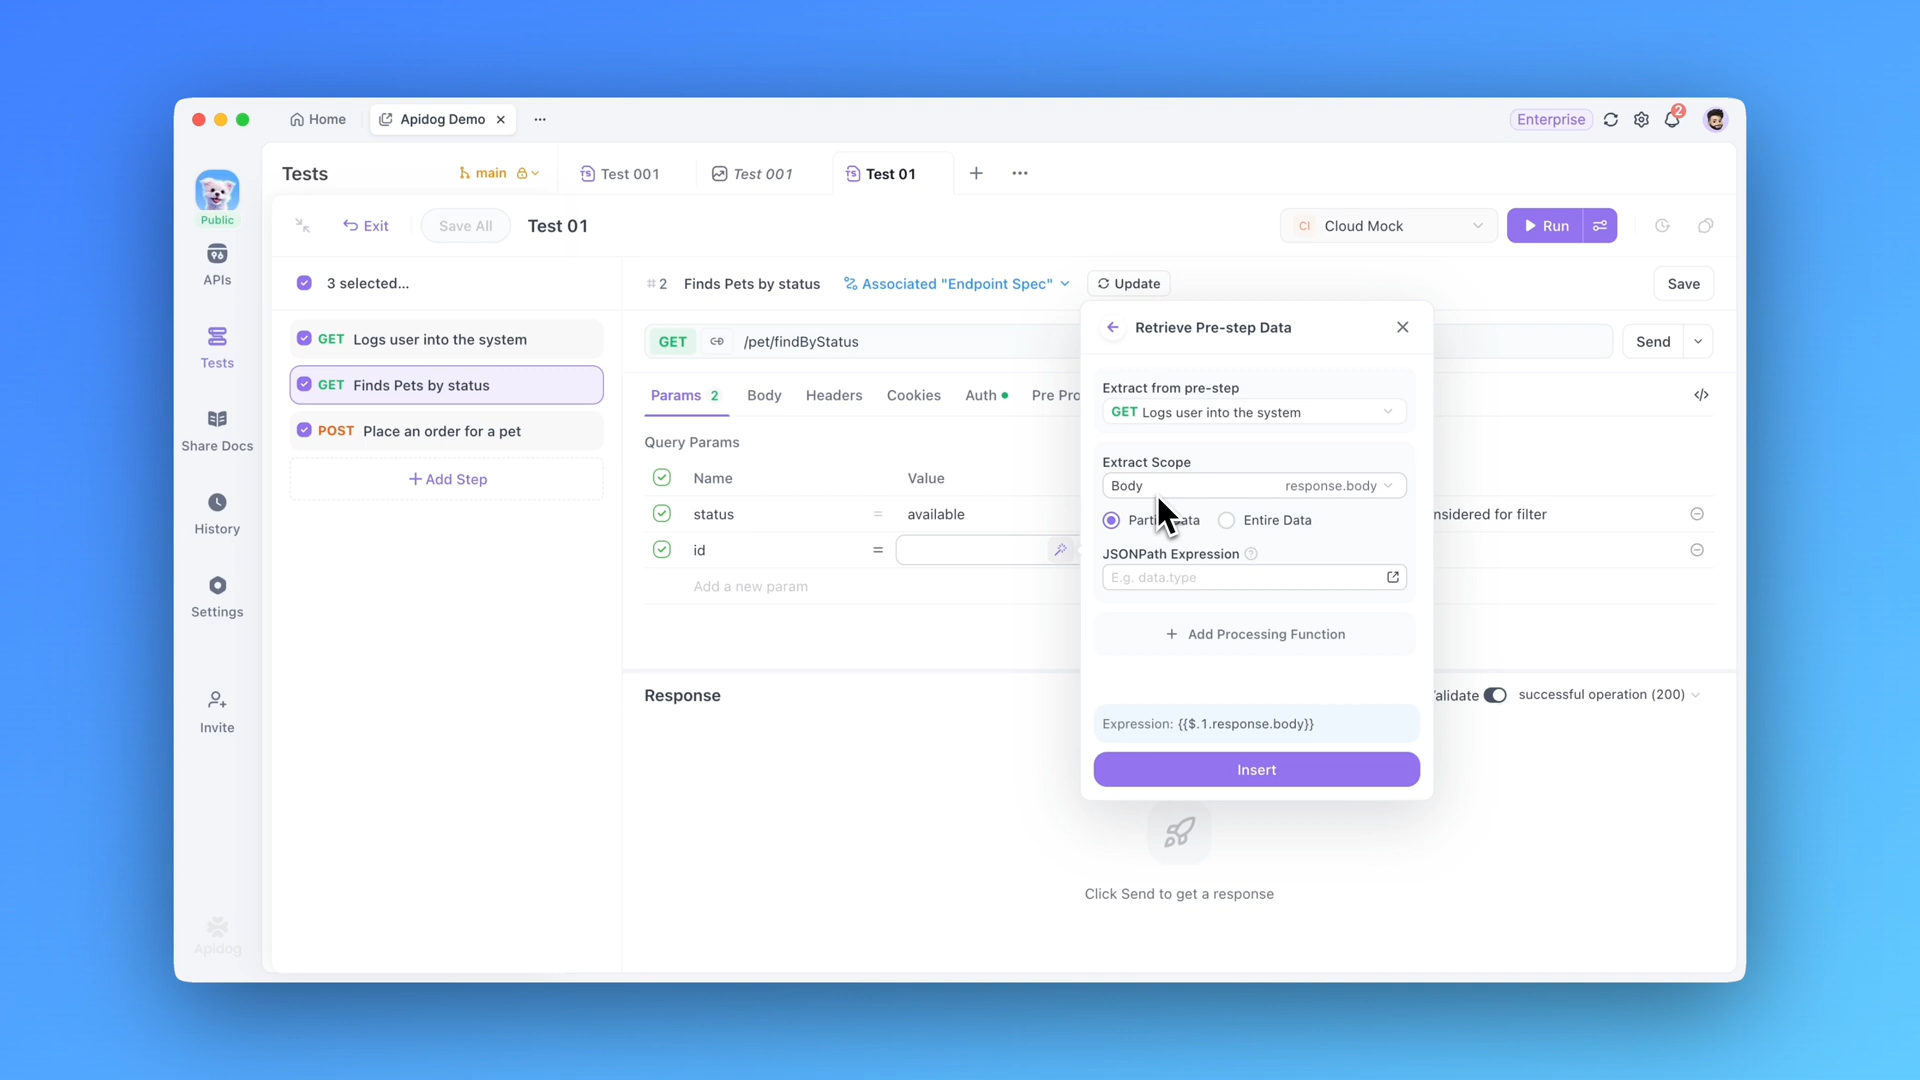 Home
Apidog Demo
Enterprise
2
Public
APIs
Tests
Share Docs
History
Settings
Invite
Apidog
Tests
main
Test 001
Test 001
Test 01
Exit
Save All
Test 01
CI Cloud Mock
Run
3 selected...
GET Logs user into the system
GET Finds Pets by status
POST Place an order for a pet
+ Add Step
#2 Finds Pets by status
Associated "Endpoint Spec"
Update
Save
GET
/pet/findByStatus
Send
Params 2
Body
Headers
Cookies
Auth
Pre Pro
Query Params
Name
Value
status = available
nsidered for filter
id =
Add a new param
Response
alidate
successful operation (200)
Click Send to get a response
Retrieve Pre-step Data
Extract from pre-step
GET Logs user into the system
Extract Scope
Body response.body
Entire Data
JSONPath Expression
E.g. data.type
+ Add Processing Function
Expression: {{$.1.response.body}}
Insert